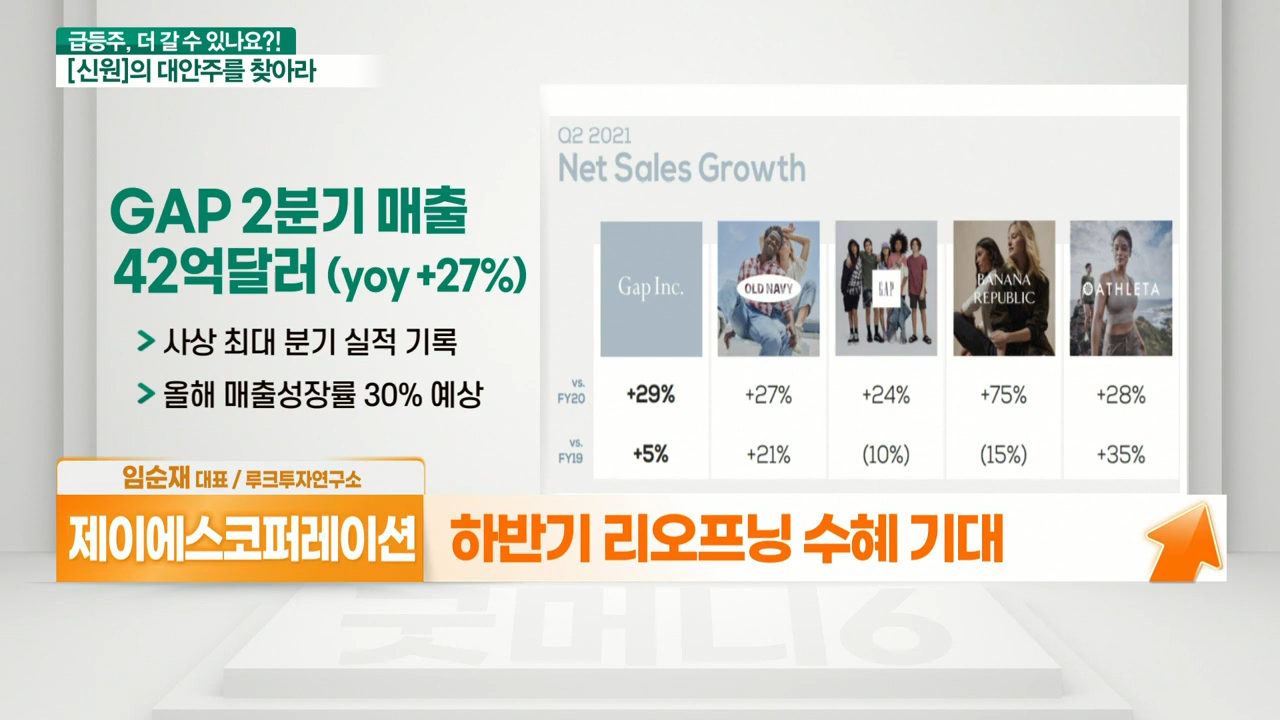 급등주, 더 갈 수 있나요?!
[신원]의 대안주를 찾아라
GAP 2분기 매출
42억달러 (yoy +27%)
사상 최대 분기 실적 기록
올해 매출성장률 30% 예상
Q2 2021
Net Sales Growth
Gap Inc. OLD NAVY GAP BANANA REPUBLIC ATHLETA
vs. FY20 +29% +27% +24% +75% +28%
vs. FY19 +5% +21% (10%) (15%) +35%
임순재 대표 / 루크투자연구소
제이에스코퍼레이션 하반기 리오프닝 수혜 기대
굿머니6